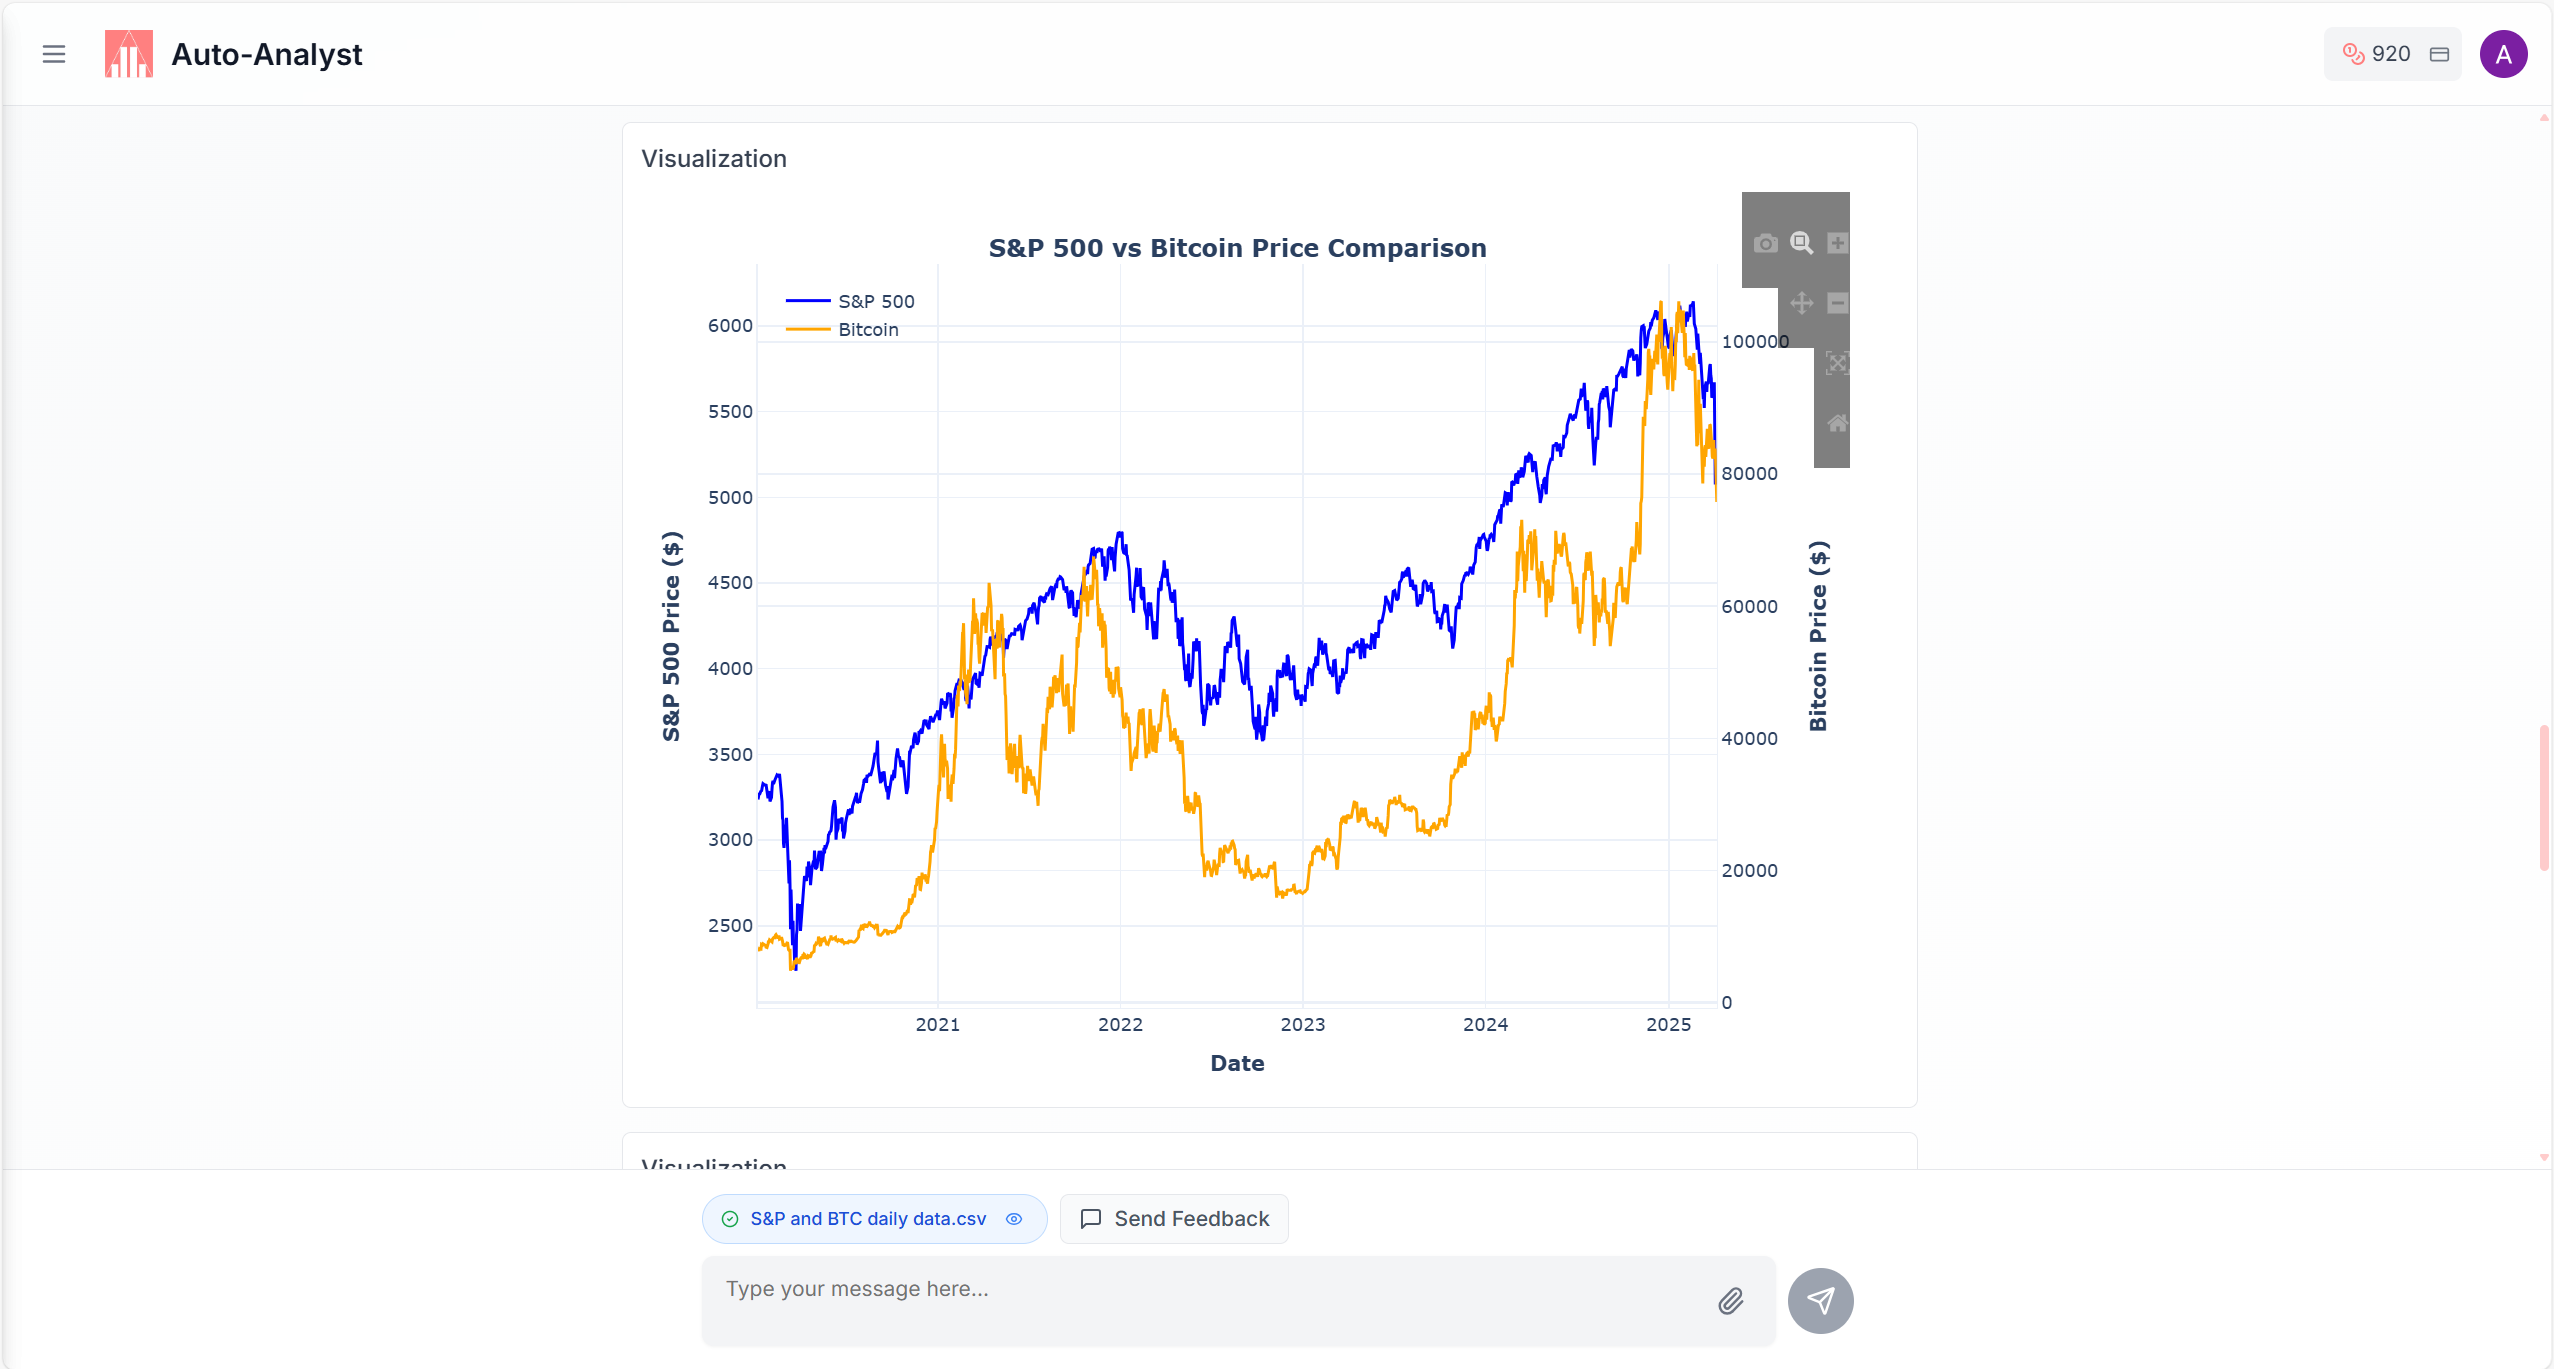 Auto-Analyst
920
A
Visualization
S&P 500 vs Bitcoin Price Comparison
S&P 500
Bitcoin
6000
5500
5000
4500
4000
3500
3000
2500
S&P 500 Price ($)
100000
80000
60000
40000
20000
0
Bitcoin Price ($)
2021
2022
2023
2024
2025
Date
Visualization
S&P and BTC daily data.csv
Send Feedback
Type your message here...